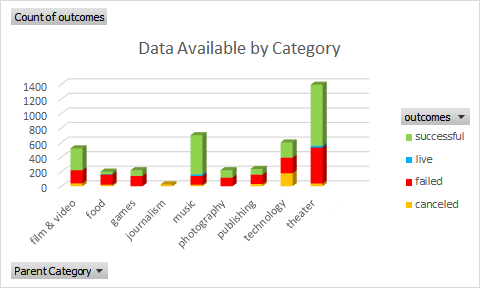 Count of outcomes
Data Available by Category
1400
1200
1000
800
600
400
200
0
film & video
food
games
journalism
music
photography
publishing
technology
theater
outcomes
successful
live
failed
canceled
Parent Category